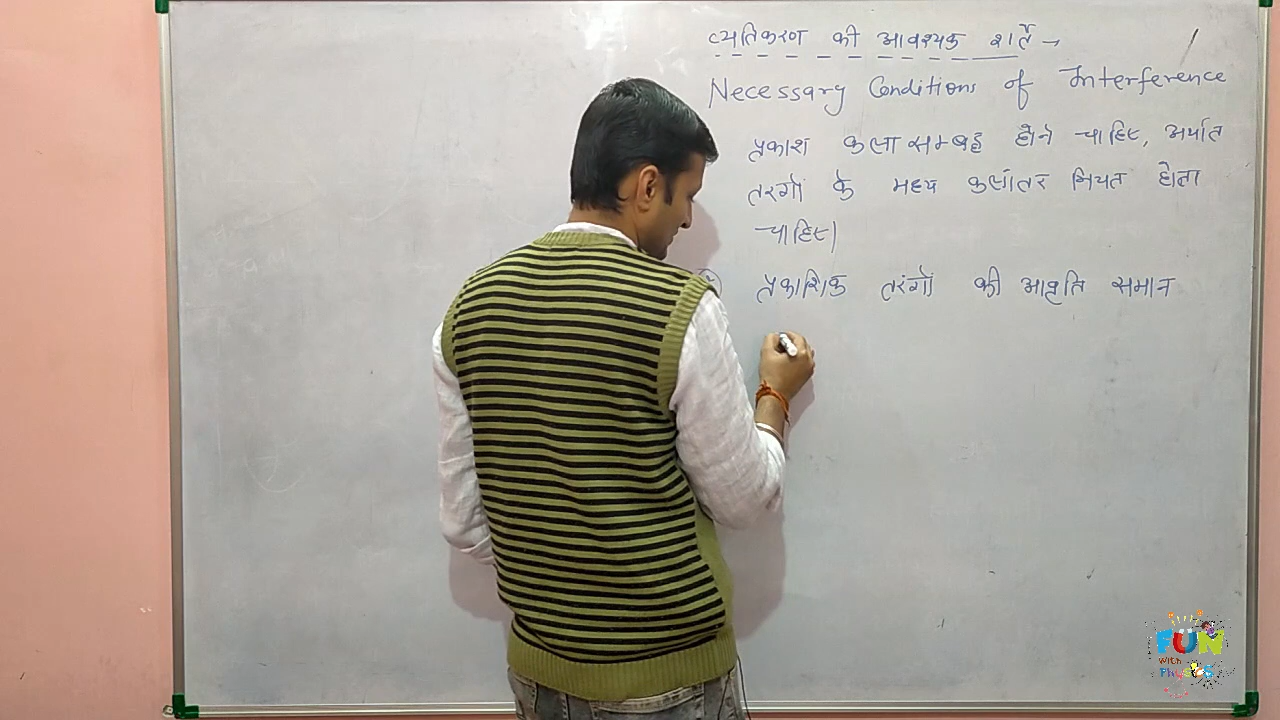 व्यतिकरण की आवश्यक शर्तें →
Necessary Conditions of Interference
प्रकाश कला सम्बद्ध होने चाहिए, अर्थात
तरंगों के मध्य कलांतर नियत होना
चाहिए।
प्रकाशिक तरंगों की आवृति समान
FUN
With
Physics